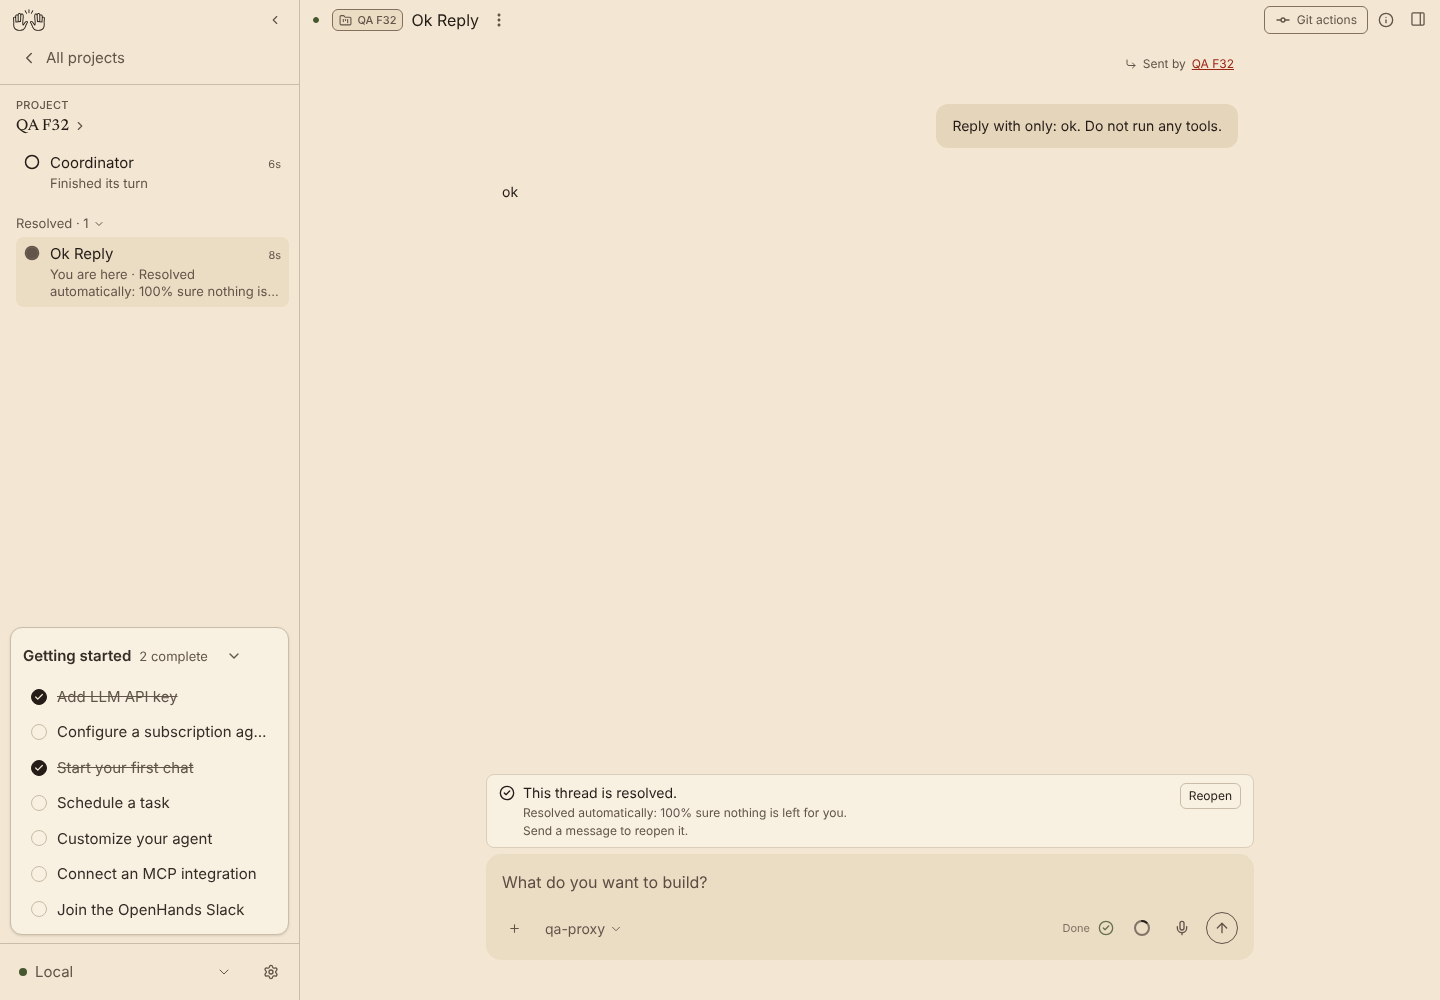 All projects
PROJECT
QA F32
Coordinator
6s
Finished its turn
Resolved · 1
Ok Reply
8s
You are here · Resolved
automatically: 100% sure nothing is...
Getting started
2 complete
Add LLM API key
Configure a subscription ag...
Start your first chat
Schedule a task
Customize your agent
Connect an MCP integration
Join the OpenHands Slack
Local
QA F32
Ok Reply
Git actions
Sent by QA F32
Reply with only: ok. Do not run any tools.
ok
This thread is resolved.
Resolved automatically: 100% sure nothing is left for you.
Send a message to reopen it.
Reopen
What do you want to build?
qa-proxy
Done